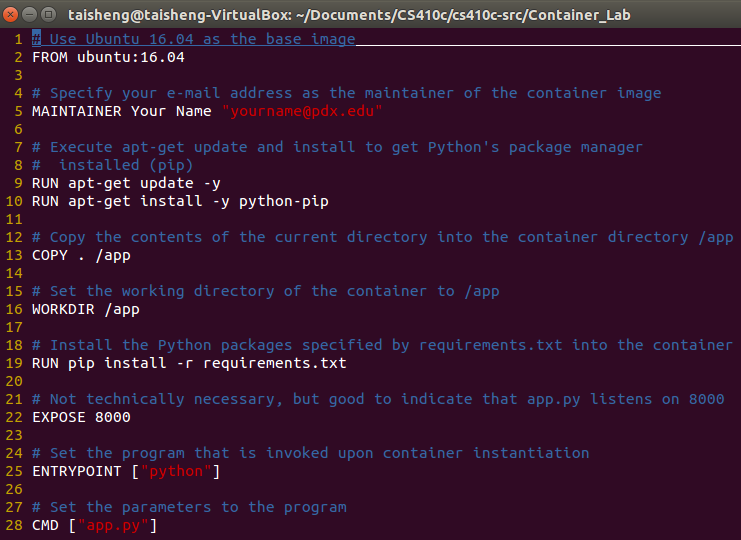 taisheng@taisheng-VirtualBox: ~/Documents/CS410c/cs410c-src/Container_Lab
1 # Use Ubuntu 16.04 as the base image
2 FROM ubuntu:16.04
3
4 # Specify your e-mail address as the maintainer of the container image
5 MAINTAINER Your Name "yourname@pdx.edu"
6
7 # Execute apt-get update and install to get Python's package manager
8 #  installed (pip)
9 RUN apt-get update -y
10 RUN apt-get install -y python-pip
11
12 # Copy the contents of the current directory into the container directory /app
13 COPY . /app
14
15 # Set the working directory of the container to /app
16 WORKDIR /app
17
18 # Install the Python packages specified by requirements.txt into the container
19 RUN pip install -r requirements.txt
20
21 # Not technically necessary, but good to indicate that app.py listens on 8000
22 EXPOSE 8000
23
24 # Set the program that is invoked upon container instantiation
25 ENTRYPOINT ["python"]
26
27 # Set the parameters to the program
28 CMD ["app.py"]